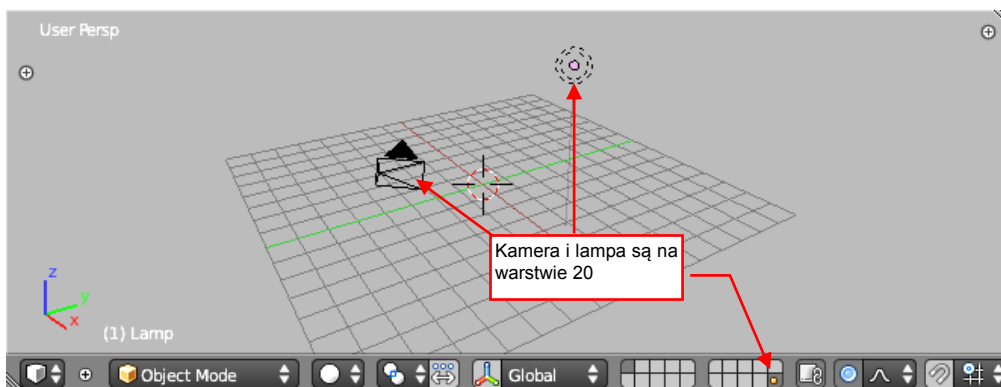 User Persp
Kamera i lampa są na
warstwie 20
z
y
x
(1) Lamp
Object Mode
Global